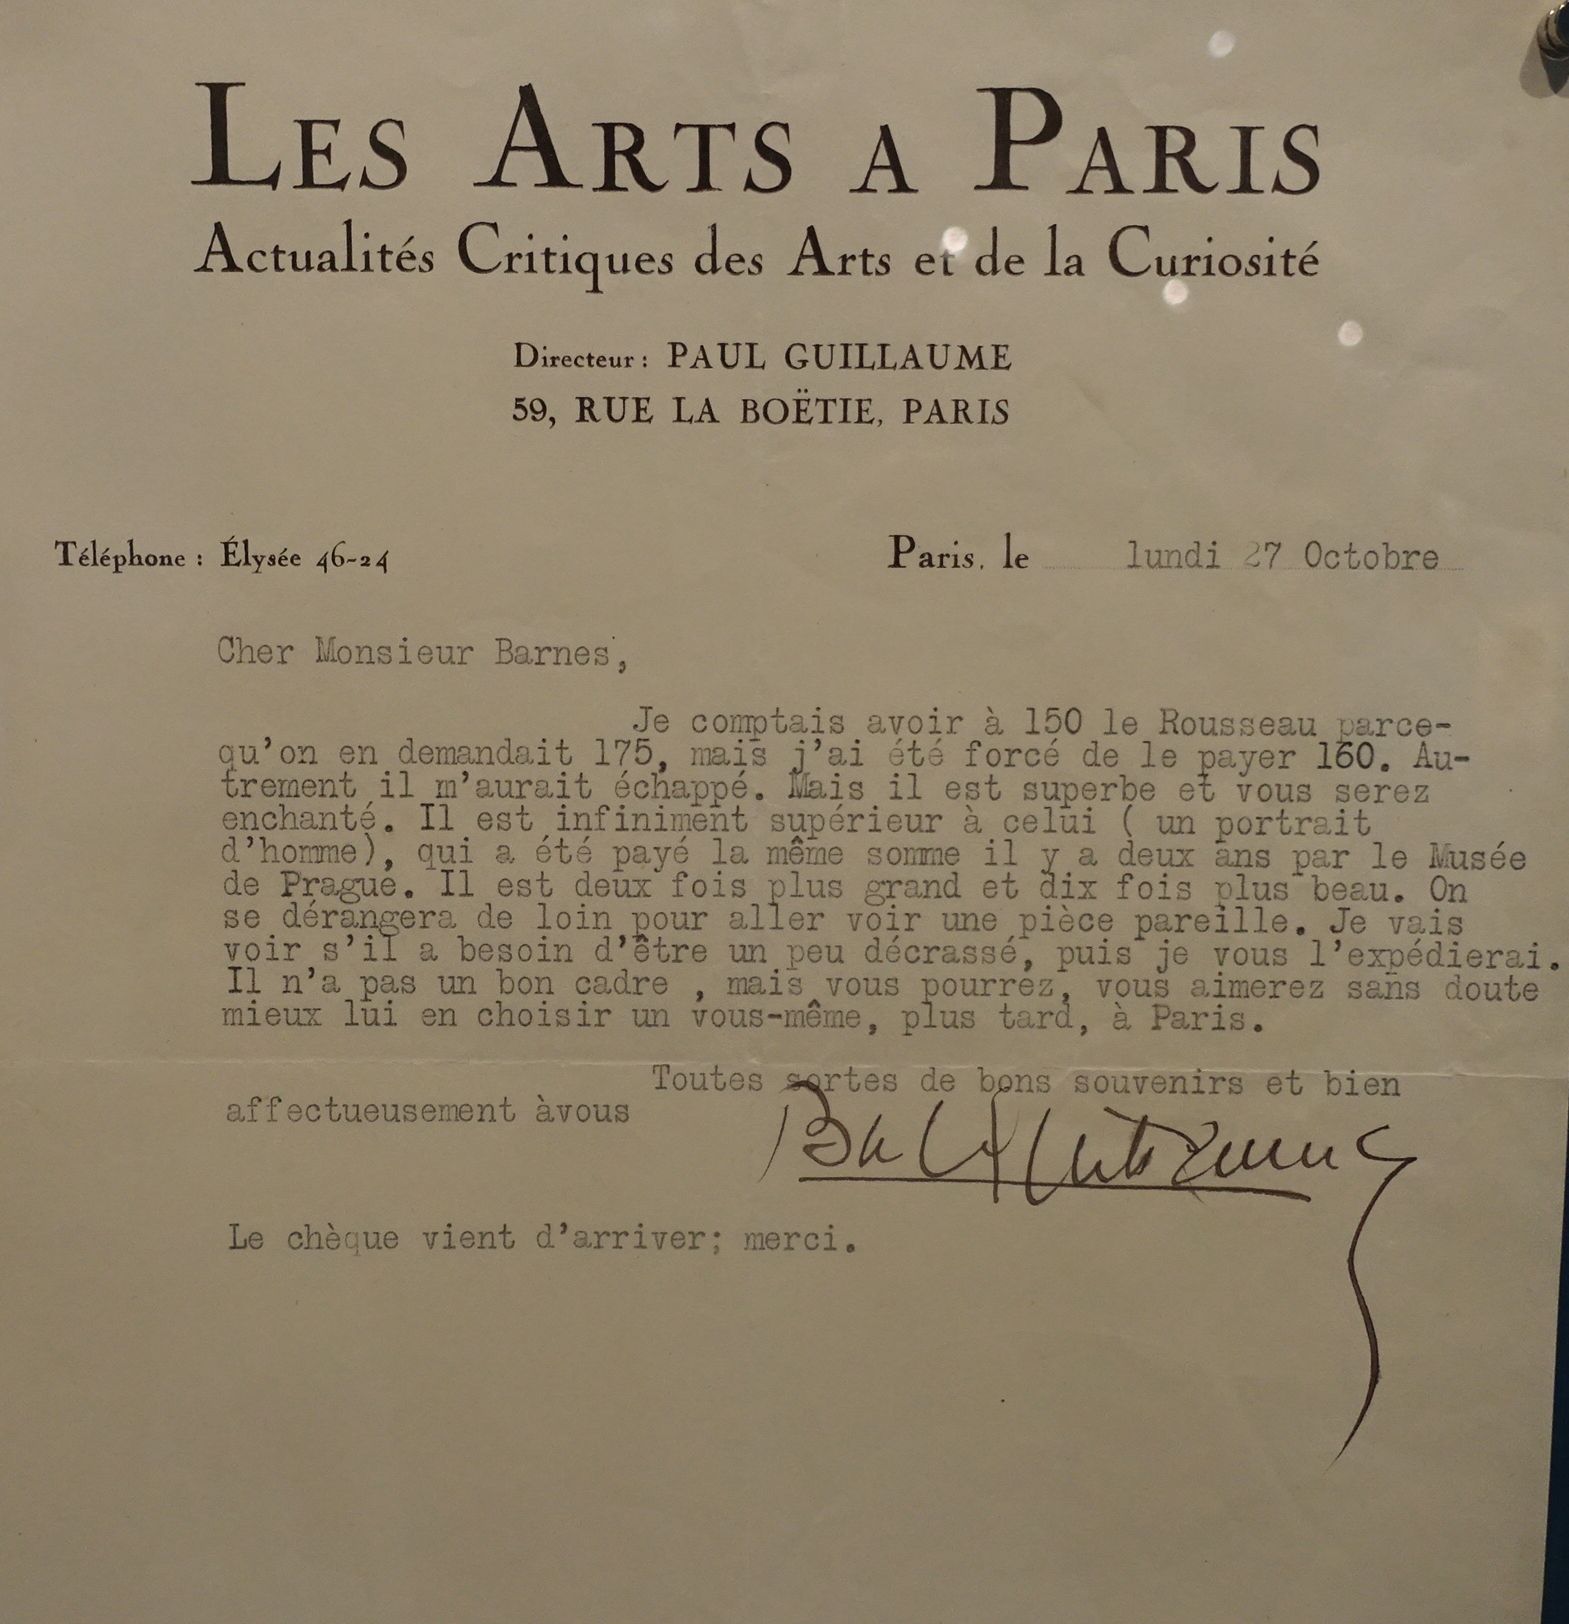 LES ARTS A PARIS
Actualités Critiques des Arts et de la Curiosité
Directeur : PAUL GUILLAUME
59, RUE LA BOËTIE, PARIS
Téléphone : Élysée 46-24
Paris, le lundi 27 Octobre
Cher Monsieur Barnes,
Je comptais avoir à 150 le Rousseau parce-
qu'on en demandait 175, mais j'ai été forcé de le payer 160. Au-
trement il m'aurait échappé. Mais il est superbe et vous serez
enchanté. Il est infiniment supérieur à celui ( un portrait
d'homme), qui a été payé la même somme il y a deux ans par le Musée
de Prague. Il est deux fois plus grand et dix fois plus beau. On
se dérangera de loin pour aller voir une pièce pareille. Je vais
voir s'il a besoin d'être un peu décrassé, puis je vous l'expédierai.
Il n'a pas un bon cadre , mais vous pourrez, vous aimerez sans doute
mieux lui en choisir un vous-même, plus tard, à Paris.
Toutes sortes de bons souvenirs et bien
affectueusement àvous
Le chèque vient d'arriver; merci.